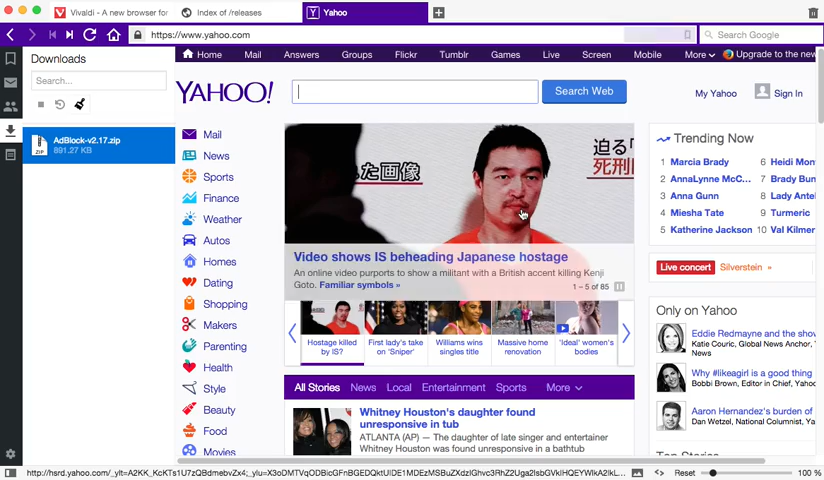 Vivaldi - A new browser for
Index of /releases
Yahoo
https://www.yahoo.com
Search Google
Downloads
Search...
AdBlock-v2.17.zip
891.27 KB
ZIP
Home Mail Answers Groups Flickr Tumblr Games Live Screen Mobile More Upgrade to the new
YAHOO!
Search Web
My Yahoo
Sign In
Mail
News
Sports
Finance
Weather
Autos
Homes
Dating
Shopping
Makers
Parenting
Health
Style
Beauty
Food
Movies
れた画像
迫る「
死刑
Video shows IS beheading Japanese hostage
An online video purports to show a militant with a British accent killing Kenji
Goto. Familiar symbols »
1 – 5 of 85
Hostage killed
by IS?
First lady's take
on 'Sniper'
Williams wins
singles title
Massive home
renovation
'Ideal' women's
bodies
All Stories News Local Entertainment Sports More
Whitney Houston's daughter found
unresponsive in tub
ATLANTA (AP) — The daughter of late singer and entertainer
Whitney Houston was found unresponsive in a bathtub
Trending Now
1 Marcia Brady
2 AnnaLynne McC...
3 Anna Gunn
4 Miesha Tate
5 Katherine Jackson
6 Heidi Mon
7 Brady Bun
8 Lady Ante
9 Turmeric
10 Val Kilmer
Live concert Silverstein »
Only on Yahoo
Eddie Redmayne and the show
Katie Couric, Global News Anchor, Y
News
Why #likeagirl is a good thing
Bobbi Brown, Editor in Chief, Yahoo
Aaron Hernandez's burden of
Dan Wetzel, National Columnist, Yah
Top Stories
Reset
100 %